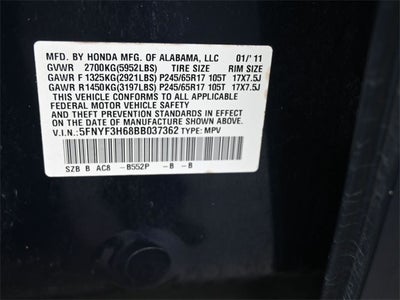 MFD. BY HONDA MFG. OF ALABAMA, LLC 01/'11
GVWR 2700KG(5952LBS) TIRE SIZE RIM SIZE
GAWR F 1325KG(2921LBS) P245/65R17 105T 17X7.5J
GAWR R1450KG(3197LBS) P245/65R17 105T 17X7.5J
THIS VEHICLE CONFORMS TO ALL APPLICABLE
FEDERAL MOTOR VEHICLE SAFETY AND THEFT
PREVENTION STANDARDS IN EFFECT ON THE
DATE OF MANUFACTURE SHOWN ABOVE.
V.I.N.:5FNYF3H68BB037362 TYPE: MPV
SZB B AC8 -B552P -B -B